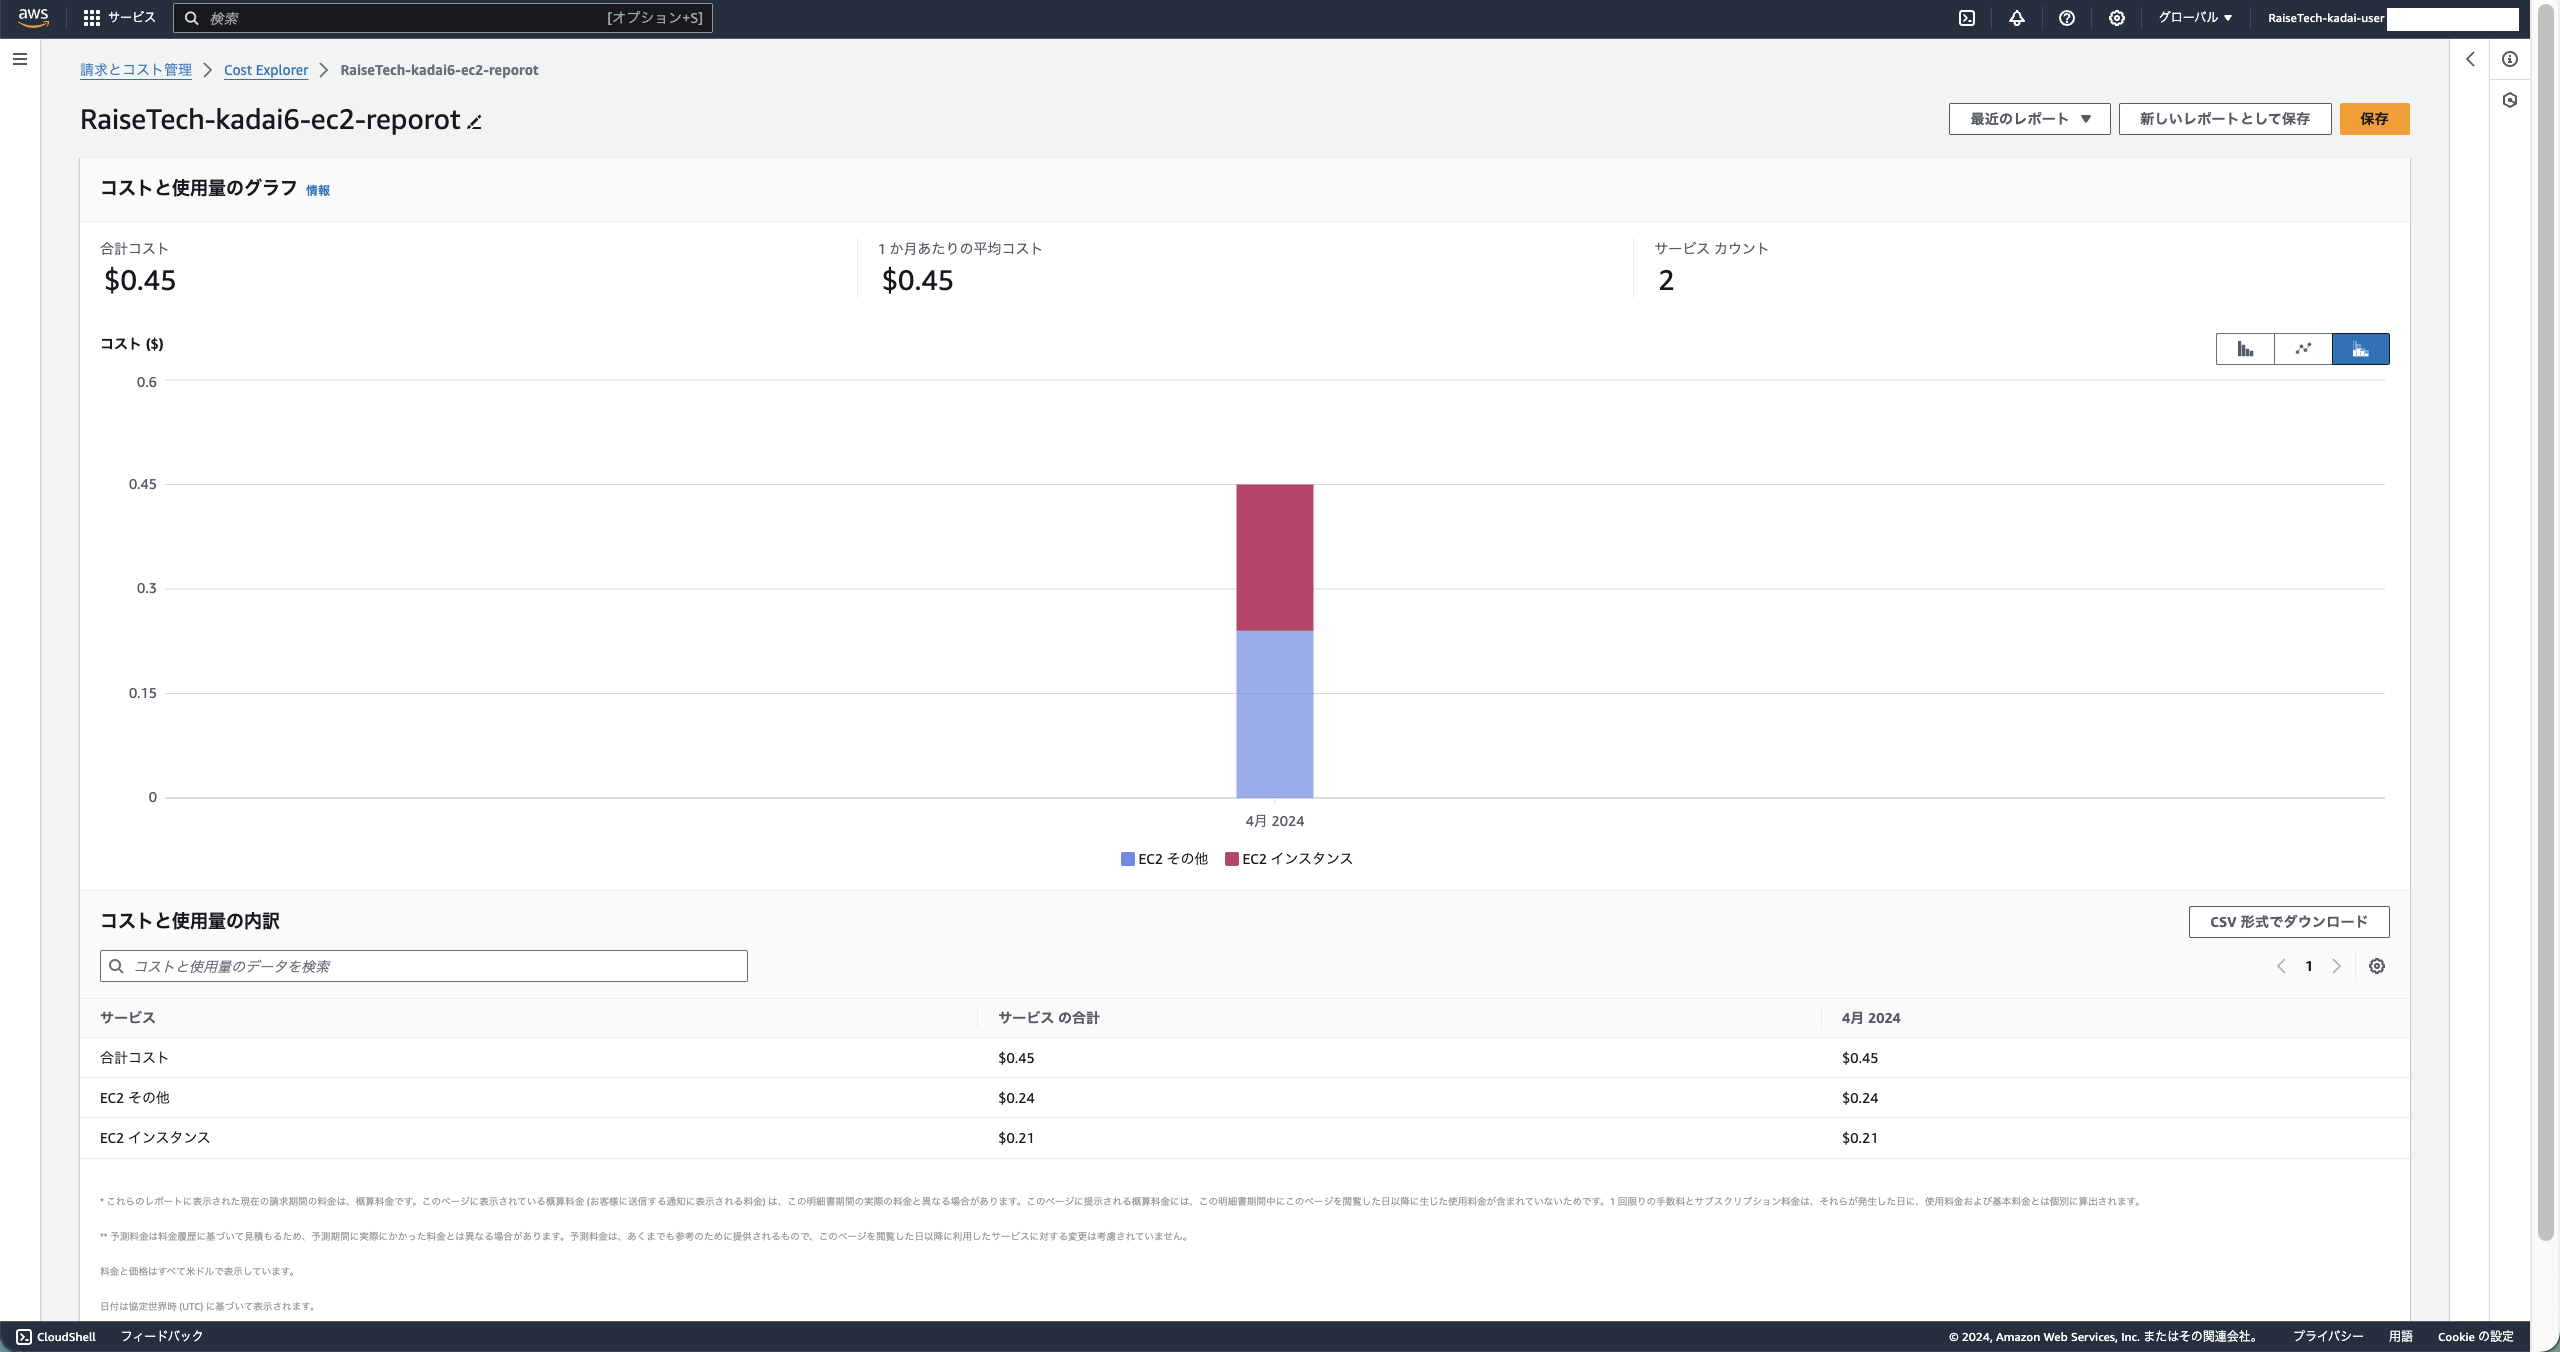 aws
サービス
検索
[オプション+S]
グローバル ▼
RaiseTech-kadai-user
請求とコスト管理 > Cost Explorer > RaiseTech-kadai6-ec2-reporot
RaiseTech-kadai6-ec2-reporot
最近のレポート ▼
新しいレポートとして保存
保存
コストと使用量のグラフ 情報
合計コスト
$0.45
1 か月あたりの平均コスト
$0.45
サービス カウント
2
コスト ($)
0.6
0.45
0.3
0.15
0
4月 2024
EC2 その他 EC2 インスタンス
コストと使用量の内訳
CSV 形式でダウンロード
コストと使用量のデータを検索
1
サービス サービス の合計 4月 2024
合計コスト $0.45 $0.45
EC2 その他 $0.24 $0.24
EC2 インスタンス $0.21 $0.21
* これらのレポートに表示された現在の請求期間の料金は、概算料金です。このページに表示されている概算料金 (お客様に送信する通知に表示される料金) は、この明細書期間の実際の料金と異なる場合があります。このページに提示される概算料金には、この明細書期間中にこのページを閲覧した日以降に生じた使用料金が含まれていないためです。1 回限りの手数料とサブスクリプション料金は、それらが発生した日に、使用料金および基本料金とは個別に算出されます。
** 予測料金は料金履歴に基づいて見積もるため、予測期間に実際にかかった料金とは異なる場合があります。予測料金は、あくまでも参考のために提供されるもので、このページを閲覧した日以降に利用したサービスに対する変更は考慮されていません。
料金と価格はすべて米ドルで表示しています。
日付は協定世界時 (UTC) に基づいて表示されます。
CloudShell
フィードバック
© 2024, Amazon Web Services, Inc. またはその関連会社。
プライバシー
用語
Cookie の設定